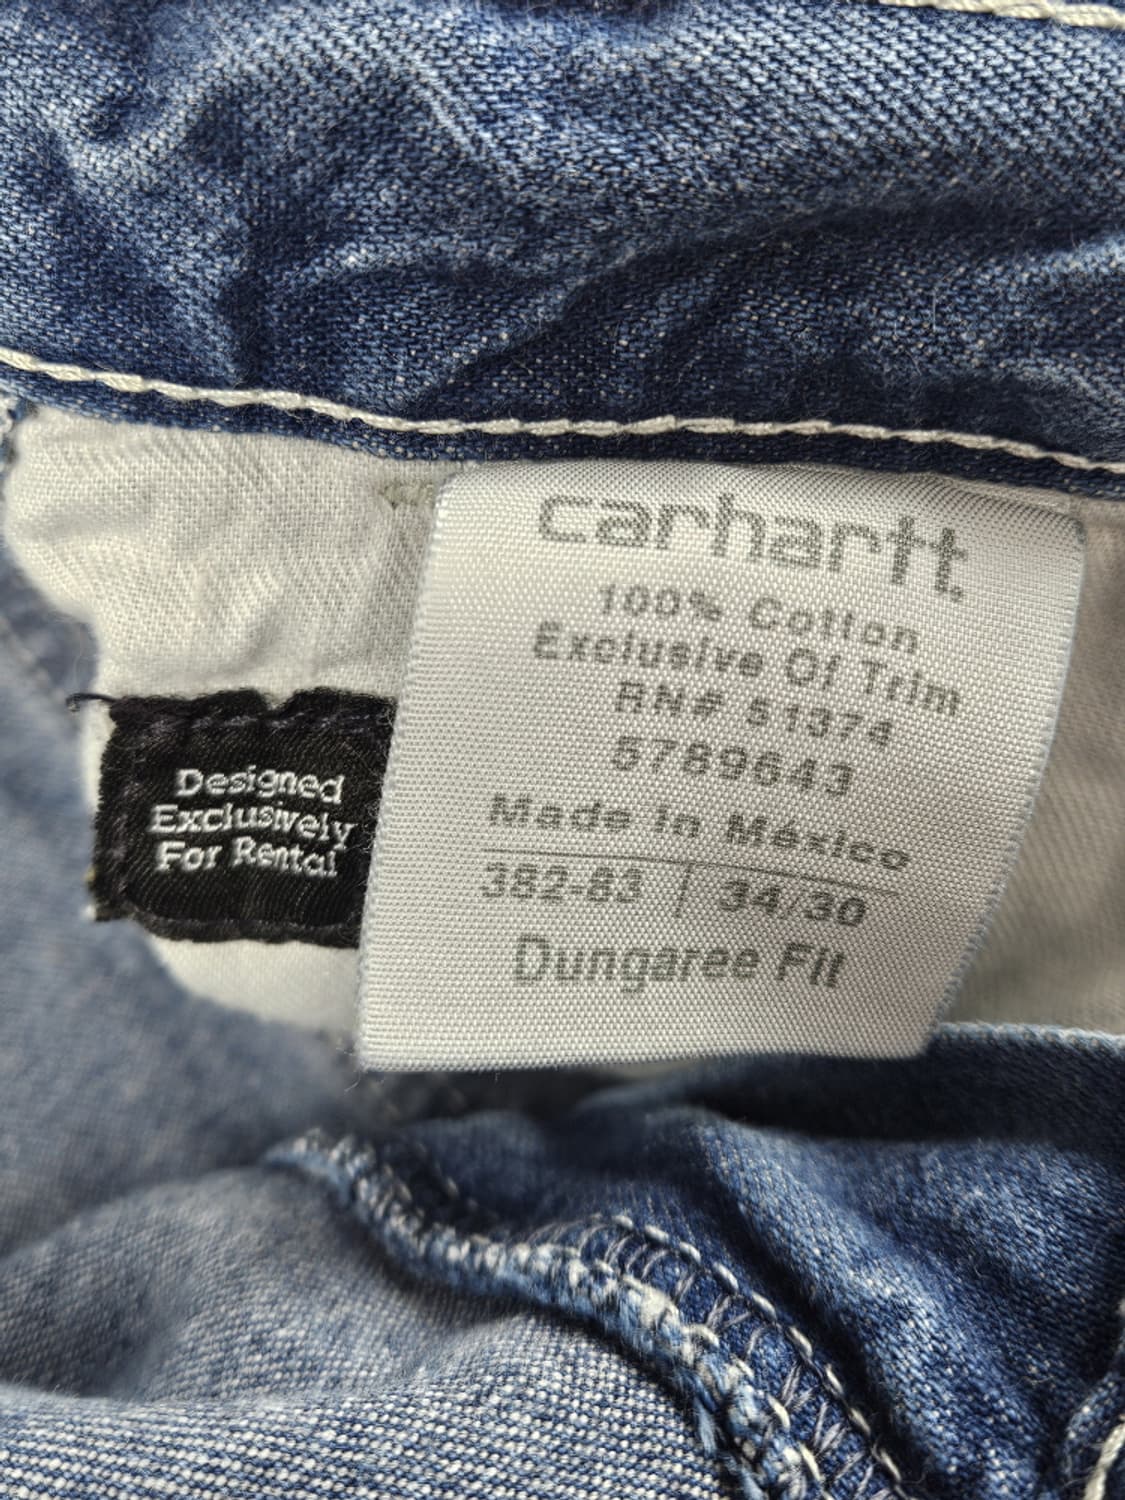 carhartt
100% Cotton
Exclusive Of Trim
RN# 51374
5789643
Made In México
382-83 | 34/30
Dungaree Fit
Designed
Exclusively
For Rental